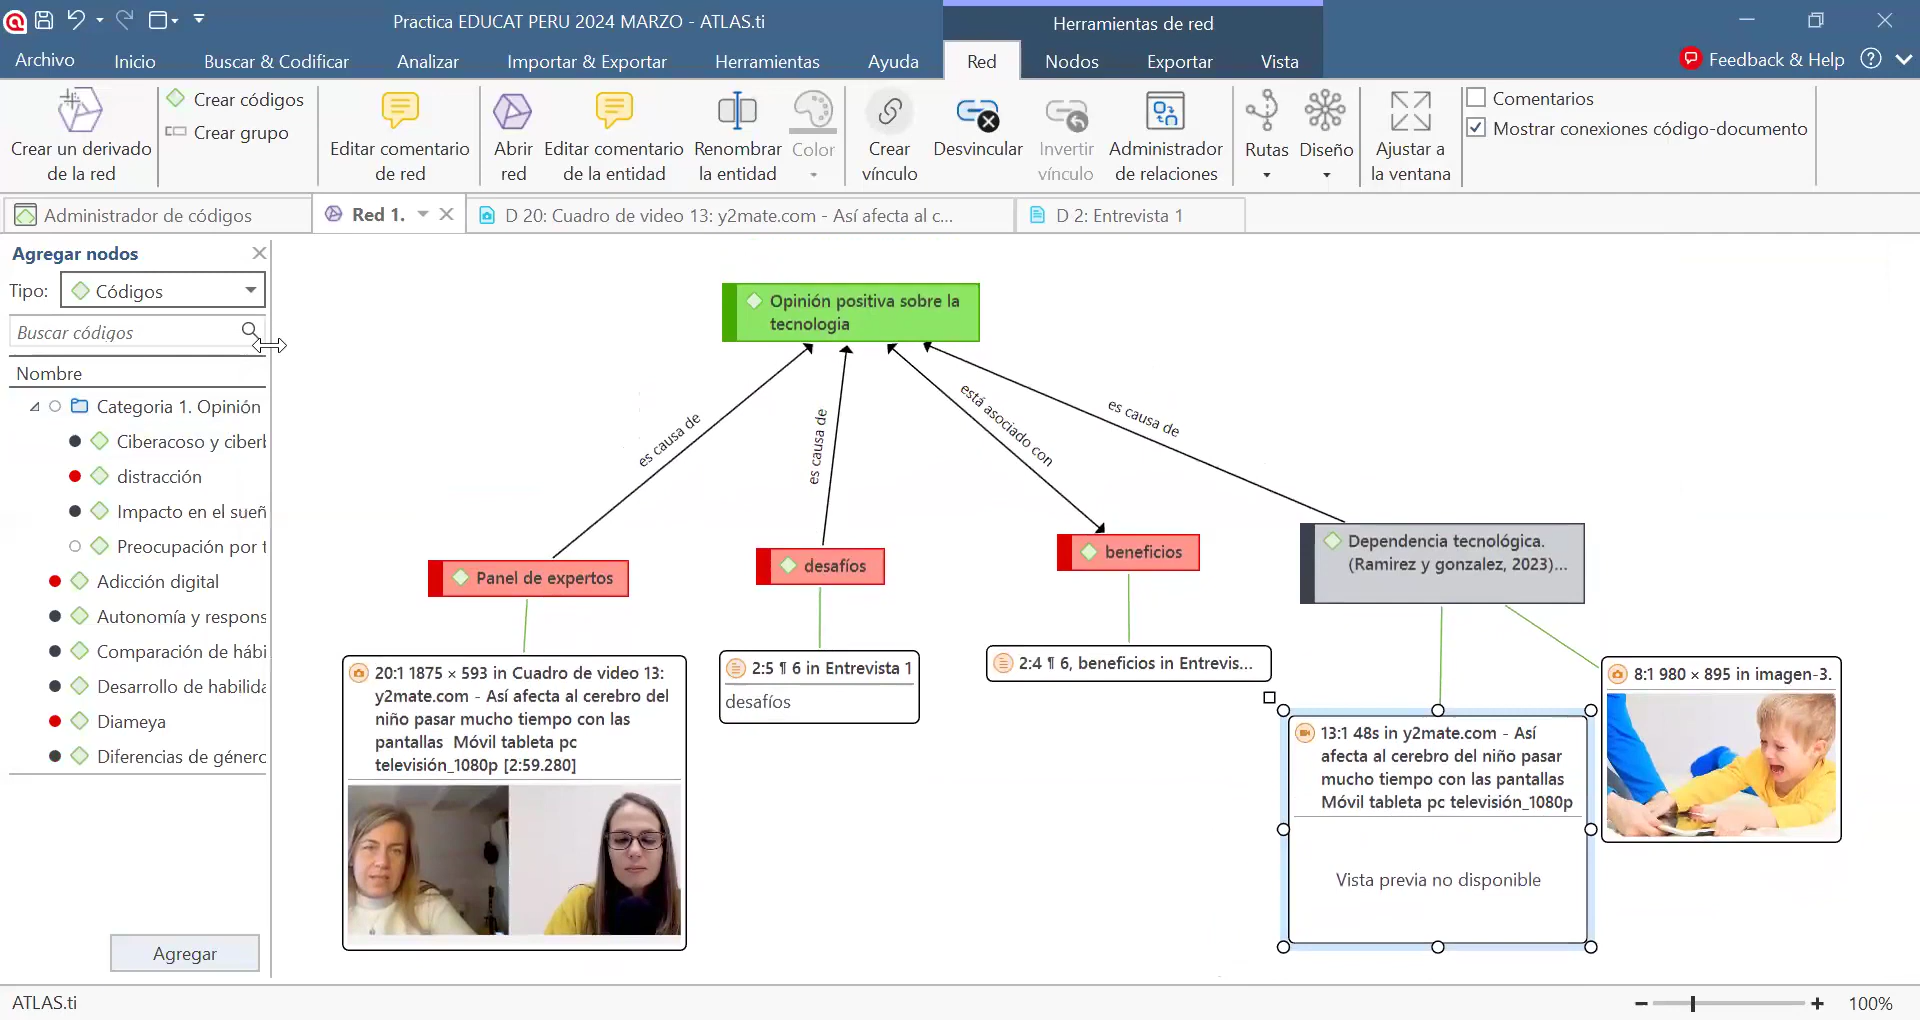 Practica EDUCAT PERU 2024 MARZO - ATLAS.ti
Herramientas de red
Archivo
Inicio
Buscar & Codificar
Analizar
Importar & Exportar
Herramientas
Ayuda
Red
Nodos
Exportar
Vista
Feedback & Help
Crear un derivado
de la red
Crear códigos
Crear grupo
Editar comentario
de red
Abrir
red
Editar comentario
de la entidad
Renombrar
la entidad
Color
Crear
vínculo
Desvincular
Invertir
vínculo
Administrador
de relaciones
Rutas
Diseño
Ajustar a
la ventana
Comentarios
Mostrar conexiones código-documento
Administrador de códigos
Red 1.
D 20: Cuadro de video 13: y2mate.com - Así afecta al c...
D 2: Entrevista 1
Agregar nodos
Tipo:
Códigos
Buscar códigos
Nombre
Categoria 1. Opinión
Ciberacoso y ciberb
distracción
Impacto en el sueñ
Preocupación por t
Adicción digital
Autonomía y respons
Comparación de hábi
Desarrollo de habilida
Diameya
Diferencias de género
Agregar
Opinión positiva sobre la
tecnologia
es causa de
es causa de
está asociado con
es causa de
Panel de expertos
desafíos
beneficios
Dependencia tecnológica.
(Ramirez y gonzalez, 2023)...
20:1 1875 × 593 in Cuadro de video 13:
y2mate.com - Así afecta al cerebro del
niño pasar mucho tiempo con las
pantallas Móvil tableta pc
televisión_1080p [2:59.280]
2:5 ¶ 6 in Entrevista 1
desafíos
2:4 ¶ 6, beneficios in Entrevis...
13:1 48s in y2mate.com - Así
afecta al cerebro del niño pasar
mucho tiempo con las pantallas
Móvil tableta pc televisión_1080p
Vista previa no disponible
8:1 980 × 895 in imagen-3.
ATLAS.ti
100%